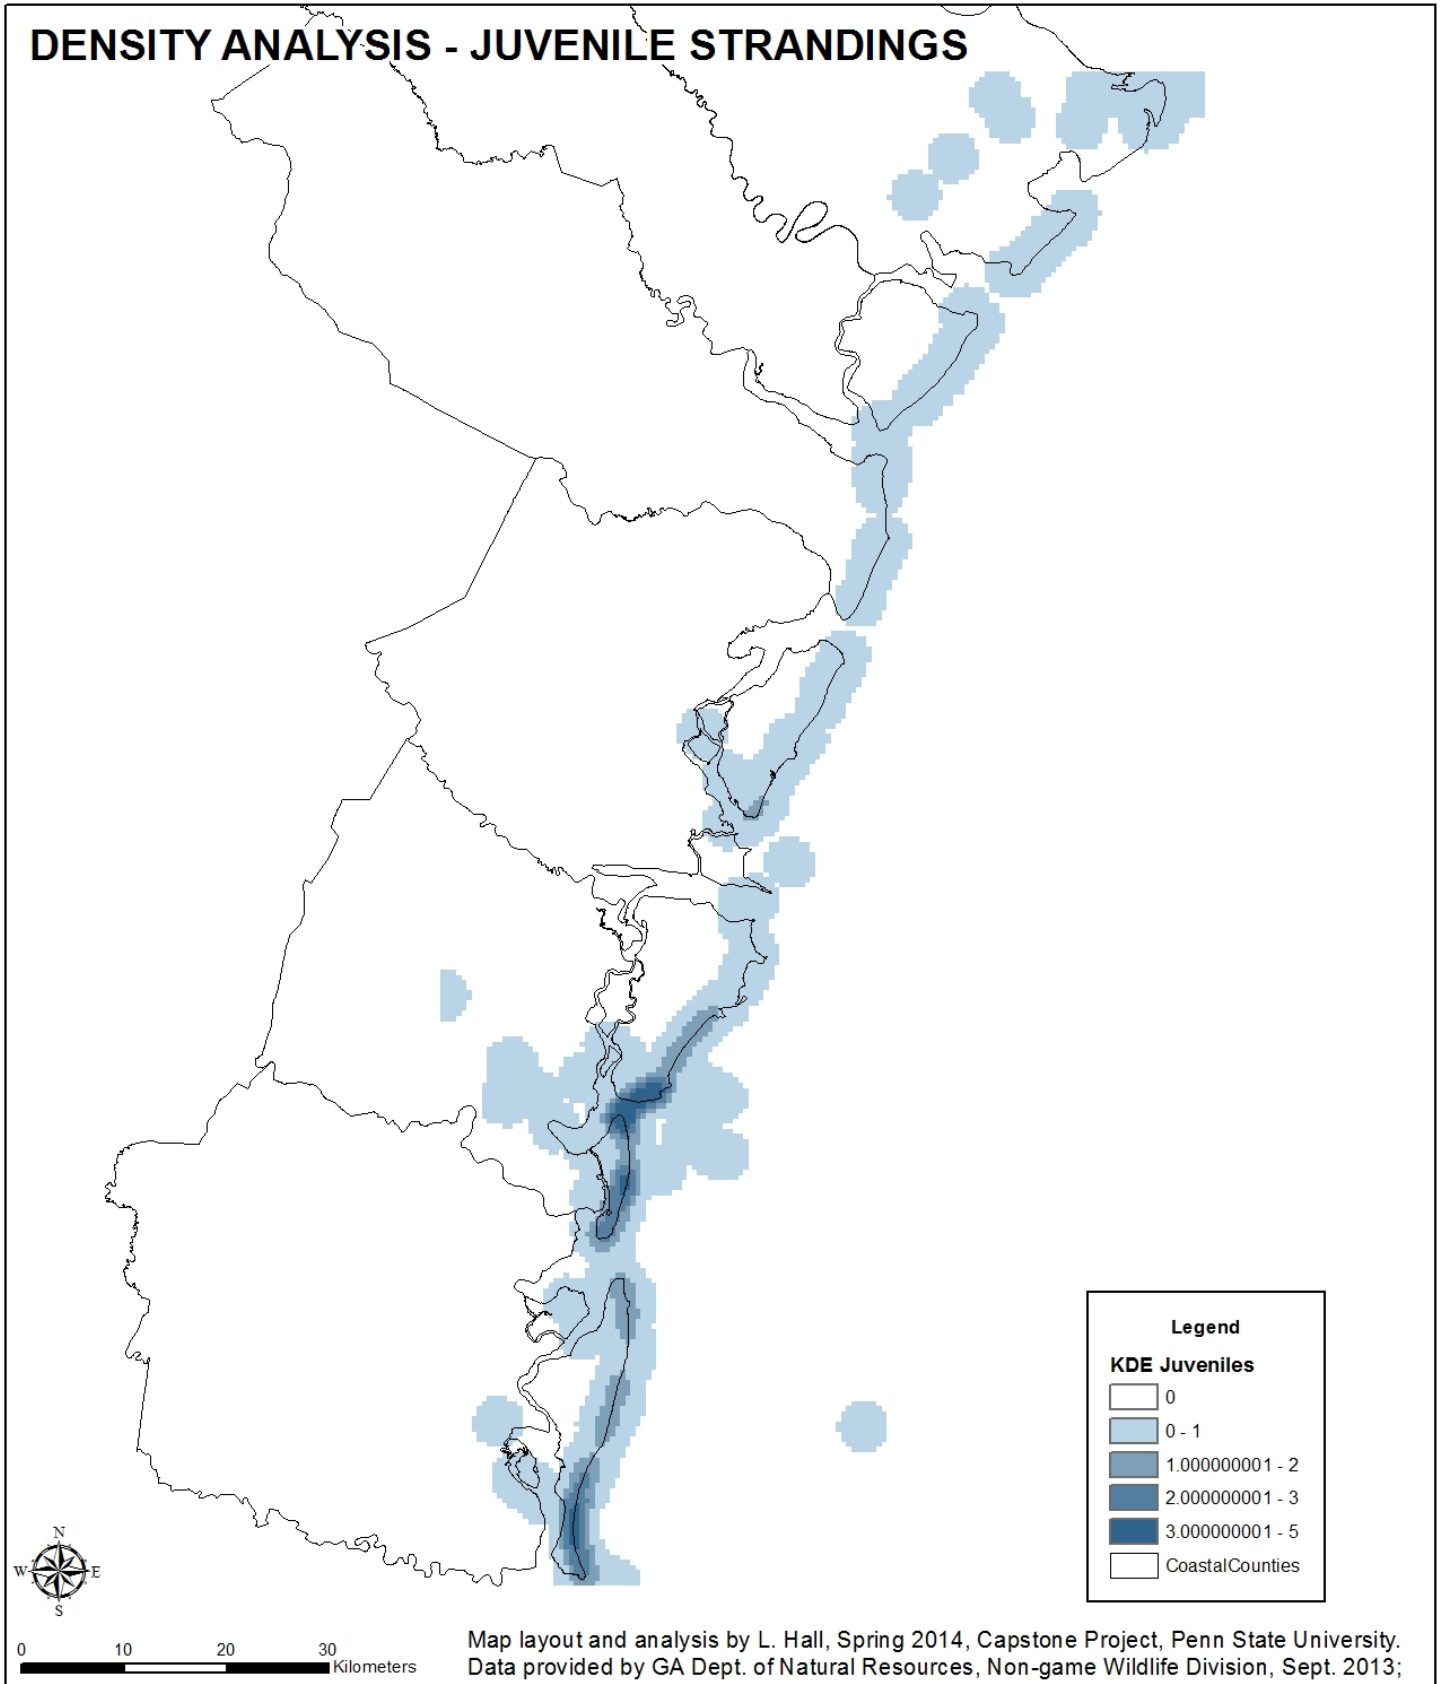 DENSITY ANALYSIS - JUVENILE STRANDINGS
Legend
KDE Juveniles
0
0 - 1
1.000000001 - 2
2.000000001 - 3
3.000000001 - 5
CoastalCounties
N
W E
S
0 10 20 30
Kilometers
Map layout and analysis by L. Hall, Spring 2014, Capstone Project, Penn State University.
Data provided by GA Dept. of Natural Resources, Non-game Wildlife Division, Sept. 2013;